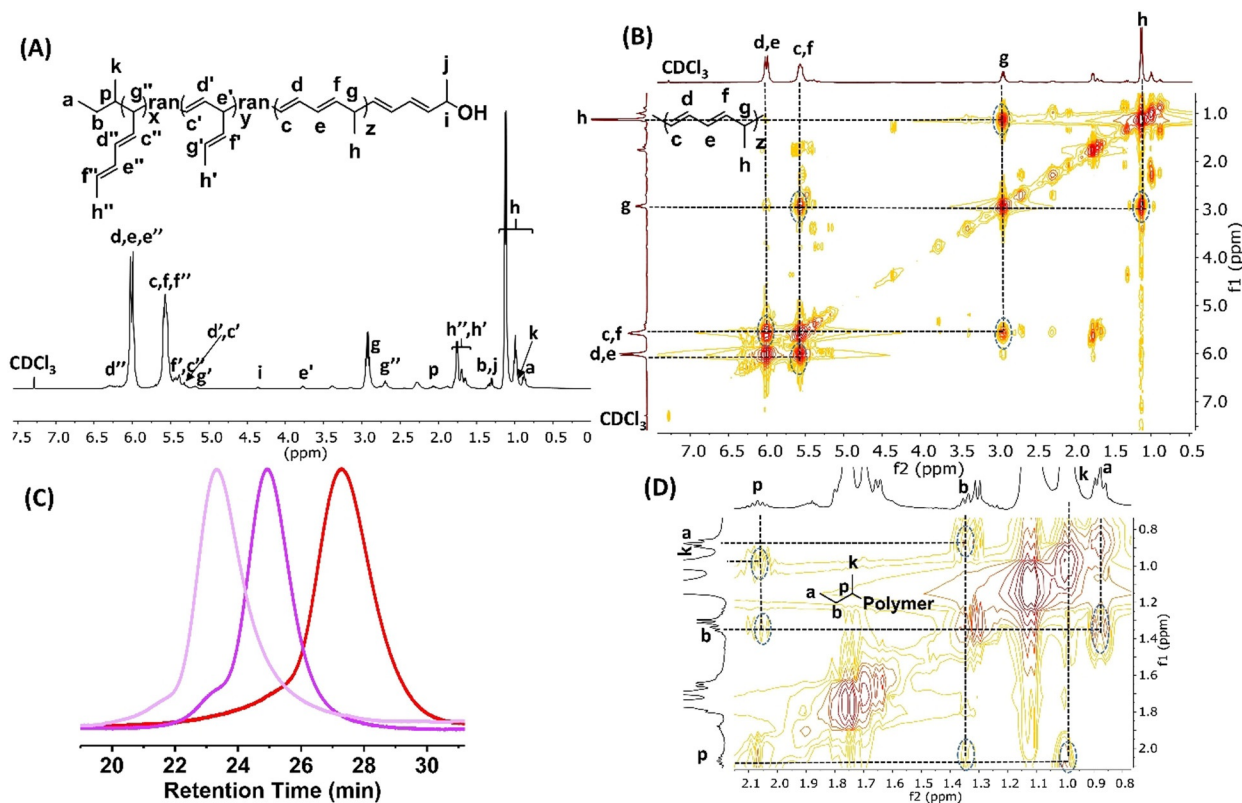 (A)
k
j
a
p
g''
ran
d'
e'
ran
d
f
g
OH
b
x
c'
y
c
e
z
i
d''
c''
g'
f'
h
f''
e''
h'
h''
d,e,e''
c,f,f''
h
d',c'
h'',h'
k
CDCl3
d''
f',c''
g'
i
e'
g
g''
p
b,j
a
7.5 7.0 6.5 6.0 5.5 5.0 4.5 4.0 3.5 3.0 2.5 2.0 1.5 1.0 0
(ppm)
(B)
CDCl3
d,e
c,f
g
h
h
d
f
g
c
e
z
h
g
c,f
d,e
CDCl3
1.0
2.0
3.0
4.0
5.0
6.0
7.0
f1 (ppm)
7.0 6.5 6.0 5.5 5.0 4.5 4.0 3.5 3.0 2.5 2.0 1.5 1.0 0.5
f2 (ppm)
(C)
20 22 24 26 28 30
Retention Time (min)
(D)
p
b
k
a
a
k
k
a
p
Polymer
b
b
p
0.8
1.0
1.2
1.4
1.6
1.8
2.0
f1 (ppm)
2.1 2.0 1.9 1.8 1.7 1.6 1.5 1.4 1.3 1.2 1.1 1.0 0.9 0.8
f2 (ppm)